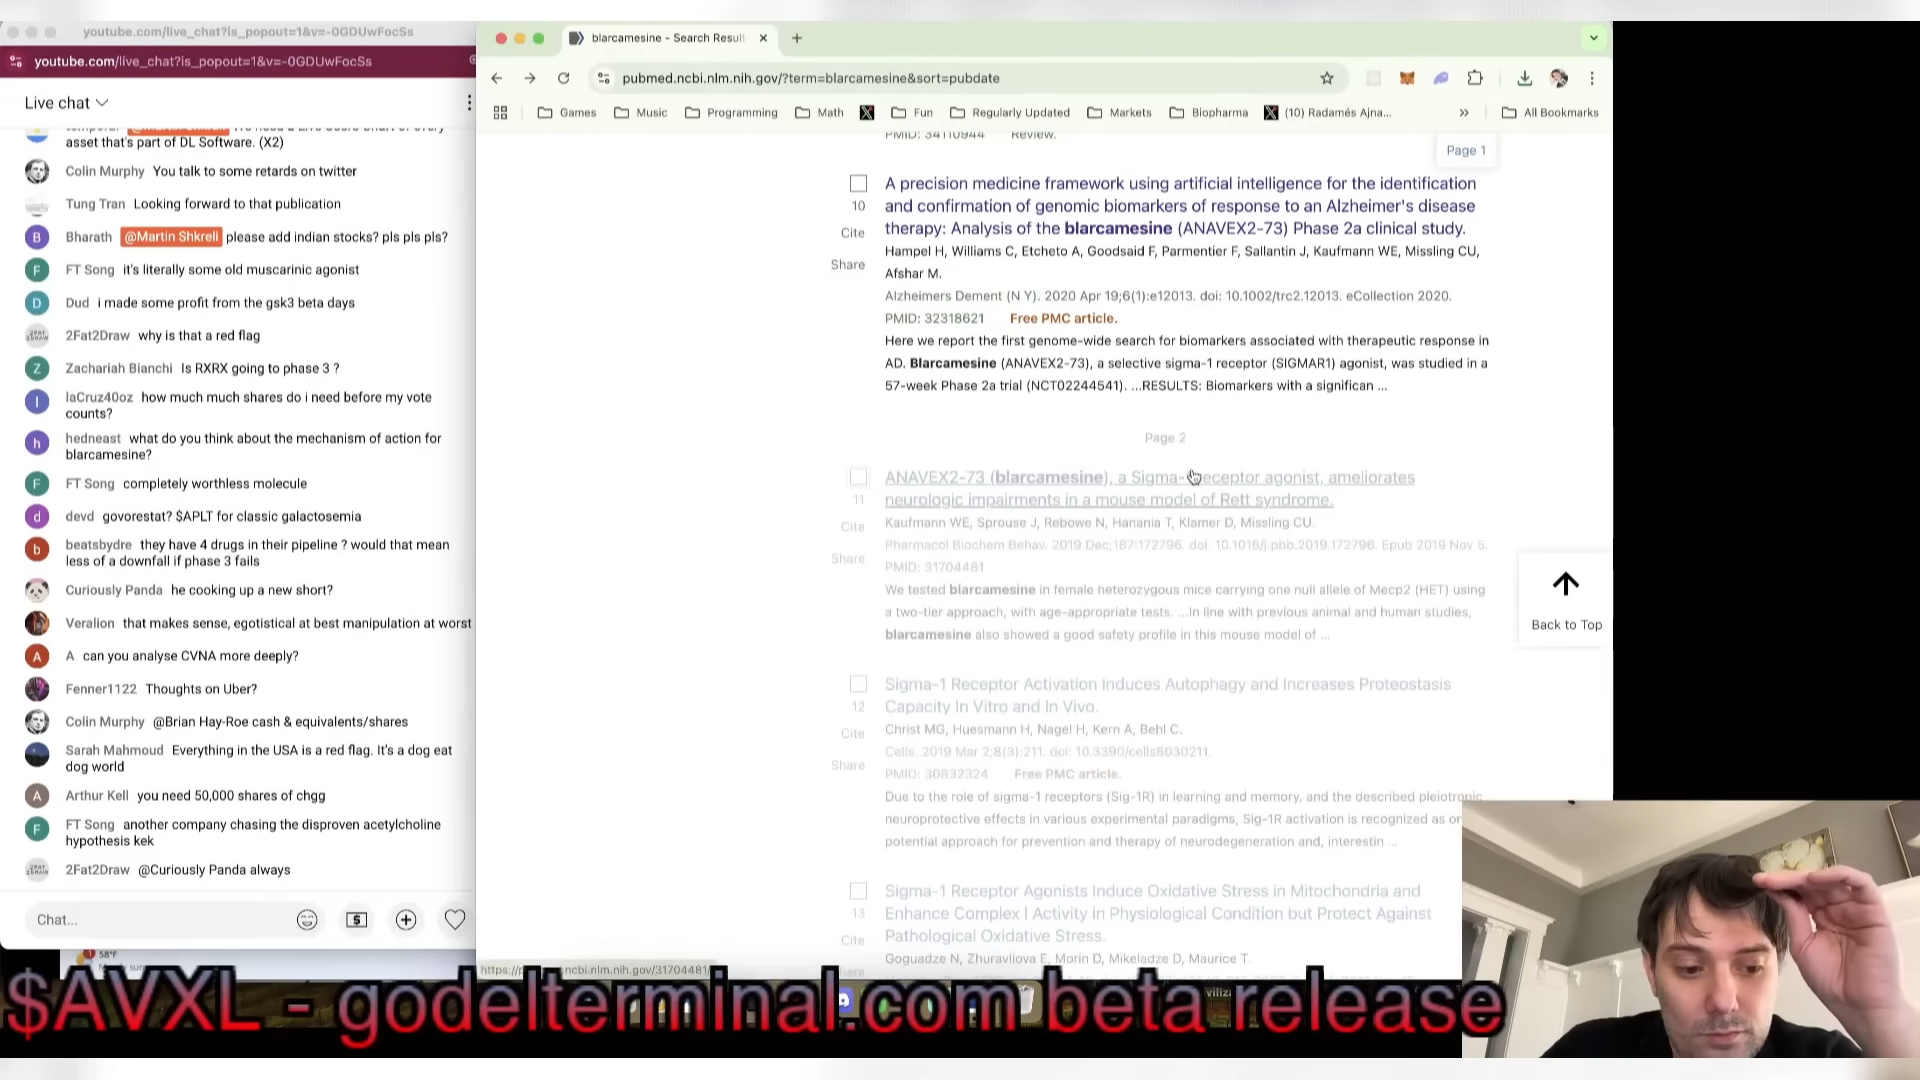 youtube.com/live_chat?is_popout=1&v=-0GDUwFocSs
youtube.com/live_chat?is_popout=1&v=-0GDUwFocSs
Live chat
asset that's part of DL Software. (X2)
Colin Murphy You talk to some retards on twitter
Tung Tran Looking forward to that publication
Bharath @Martin Shkreli please add indian stocks? pls pls pls?
FT Song it's literally some old muscarinic agonist
Dud i made some profit from the gsk3 beta days
2Fat2Draw why is that a red flag
Zachariah Bianchi Is RXRX going to phase 3 ?
laCruz40oz how much much shares do i need before my vote
counts?
hedneast what do you think about the mechanism of action for
blarcamesine?
FT Song completely worthless molecule
devd govorestat? $APLT for classic galactosemia
beatsbydre they have 4 drugs in their pipeline ? would that mean
less of a downfall if phase 3 fails
Curiously Panda he cooking up a new short?
Veralion that makes sense, egotistical at best manipulation at worst
A can you analyse CVNA more deeply?
Fenner1122 Thoughts on Uber?
Colin Murphy @Brian Hay-Roe cash & equivalents/shares
Sarah Mahmoud Everything in the USA is a red flag. It's a dog eat
dog world
Arthur Kell you need 50,000 shares of chgg
FT Song another company chasing the disproven acetylcholine
hypothesis kek
2Fat2Draw @Curiously Panda always
Chat...
58°F
blarcamesine - Search Resul
pubmed.ncbi.nlm.nih.gov/?term=blarcamesine&sort=pubdate
Games Music Programming Math Fun Regularly Updated Markets Biopharma (10) Radamés Ajna... All Bookmarks
PMID: 34110944 Review.
Page 1
10
Cite
Share
A precision medicine framework using artificial intelligence for the identification
and confirmation of genomic biomarkers of response to an Alzheimer's disease
therapy: Analysis of the blarcamesine (ANAVEX2-73) Phase 2a clinical study.
Hampel H, Williams C, Etcheto A, Goodsaid F, Parmentier F, Sallantin J, Kaufmann WE, Missling CU,
Afshar M.
Alzheimers Dement (N Y). 2020 Apr 19;6(1):e12013. doi: 10.1002/trc2.12013. eCollection 2020.
PMID: 32318621 Free PMC article.
Here we report the first genome-wide search for biomarkers associated with therapeutic response in
AD. Blarcamesine (ANAVEX2-73), a selective sigma-1 receptor (SIGMAR1) agonist, was studied in a
57-week Phase 2a trial (NCT02244541). ...RESULTS: Biomarkers with a significan ...
Page 2
11
Cite
Share
ANAVEX2-73 (blarcamesine), a Sigma- receptor agonist, ameliorates
neurologic impairments in a mouse model of Rett syndrome.
Kaufmann WE, Sprouse J, Rebowe N, Hanania T, Klamer D, Missling CU.
Pharmacol Biochem Behav. 2019 Dec;187:172796. doi: 10.1016/j.pbb.2019.172796. Epub 2019 Nov 5.
PMID: 31704481
We tested blarcamesine in female heterozygous mice carrying one null allele of Mecp2 (HET) using
a two-tier approach, with age-appropriate tests. ...In line with previous animal and human studies,
blarcamesine also showed a good safety profile in this mouse model of ...
Back to Top
12
Cite
Share
Sigma-1 Receptor Activation Induces Autophagy and Increases Proteostasis
Capacity In Vitro and In Vivo.
Christ MG, Huesmann H, Nagel H, Kern A, Behl C.
Cells. 2019 Mar 2;8(3):211. doi: 10.3390/cells8030211.
PMID: 30832324 Free PMC article.
Due to the role of sigma-1 receptors (Sig-1R) in learning and memory, and the described pleiotropic
neuroprotective effects in various experimental paradigms, Sig-1R activation is recognized as
potential approach for prevention and therapy of neurodegeneration and, interestin ...
13
Cite
Sigma-1 Receptor Agonists Induce Oxidative Stress in Mitochondria and
Enhance Complex I Activity in Physiological Condition but Protect Against
Pathological Oxidative Stress.
Goguadze N, Zhuravliova E, Morin D, Mikeladze D, Maurice T.
ncbi.nlm.nih.gov/31704481/
$AVXL - godelterminal.com beta release